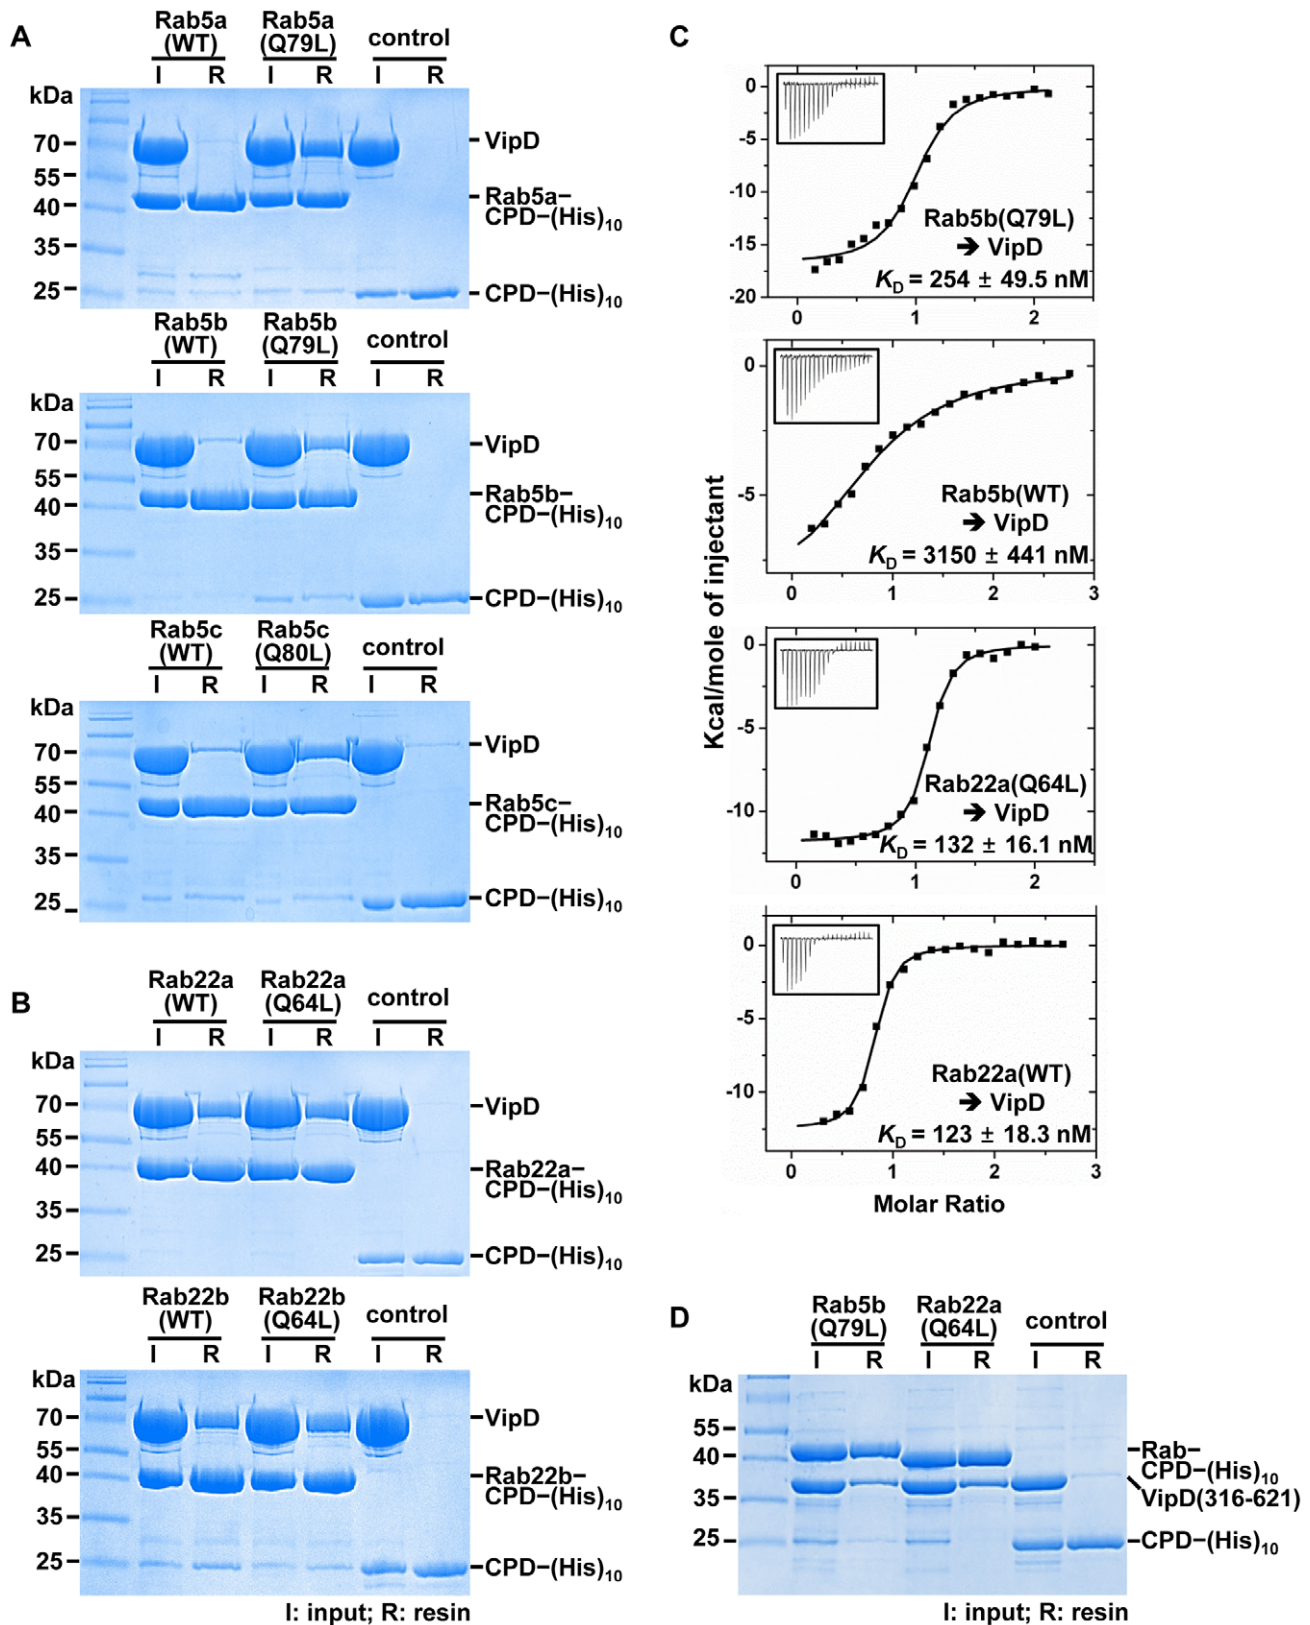 A
Rab5a
(WT)
Rab5a
(Q79L)
control
I R I R I R
kDa
70
55
40
35
25
VipD
Rab5a–
CPD–(His)10
CPD–(His)10
Rab5b
(WT)
Rab5b
(Q79L)
control
I R I R I R
kDa
70
55
40
35
25
VipD
Rab5b–
CPD–(His)10
CPD–(His)10
Rab5c
(WT)
Rab5c
(Q80L)
control
I R I R I R
kDa
70
55
40
35
25
VipD
Rab5c–
CPD–(His)10
CPD–(His)10
B
Rab22a
(WT)
Rab22a
(Q64L)
control
I R I R I R
kDa
70
55
40
35
25
VipD
Rab22a–
CPD–(His)10
CPD–(His)10
Rab22b
(WT)
Rab22b
(Q64L)
control
I R I R I R
kDa
70
55
40
35
25
VipD
Rab22b–
CPD–(His)10
CPD–(His)10
I: input; R: resin
C
Kcal/mole of injectant
0
-5
-10
-15
-20
Rab5b(Q79L)
➔ VipD
KD = 254 ± 49.5 nM
0 1 2
0
-5
Rab5b(WT)
➔ VipD
KD = 3150 ± 441 nM
0 1 2 3
0
-5
-10
Rab22a(Q64L)
➔ VipD
KD = 132 ± 16.1 nM
0 1 2
0
-5
-10
Rab22a(WT)
➔ VipD
KD = 123 ± 18.3 nM
0 1 2 3
Molar Ratio
D
Rab5b
(Q79L)
Rab22a
(Q64L)
control
I R I R I R
kDa
55
40
35
25
Rab–
CPD–(His)10
VipD(316-621)
CPD–(His)10
I: input; R: resin